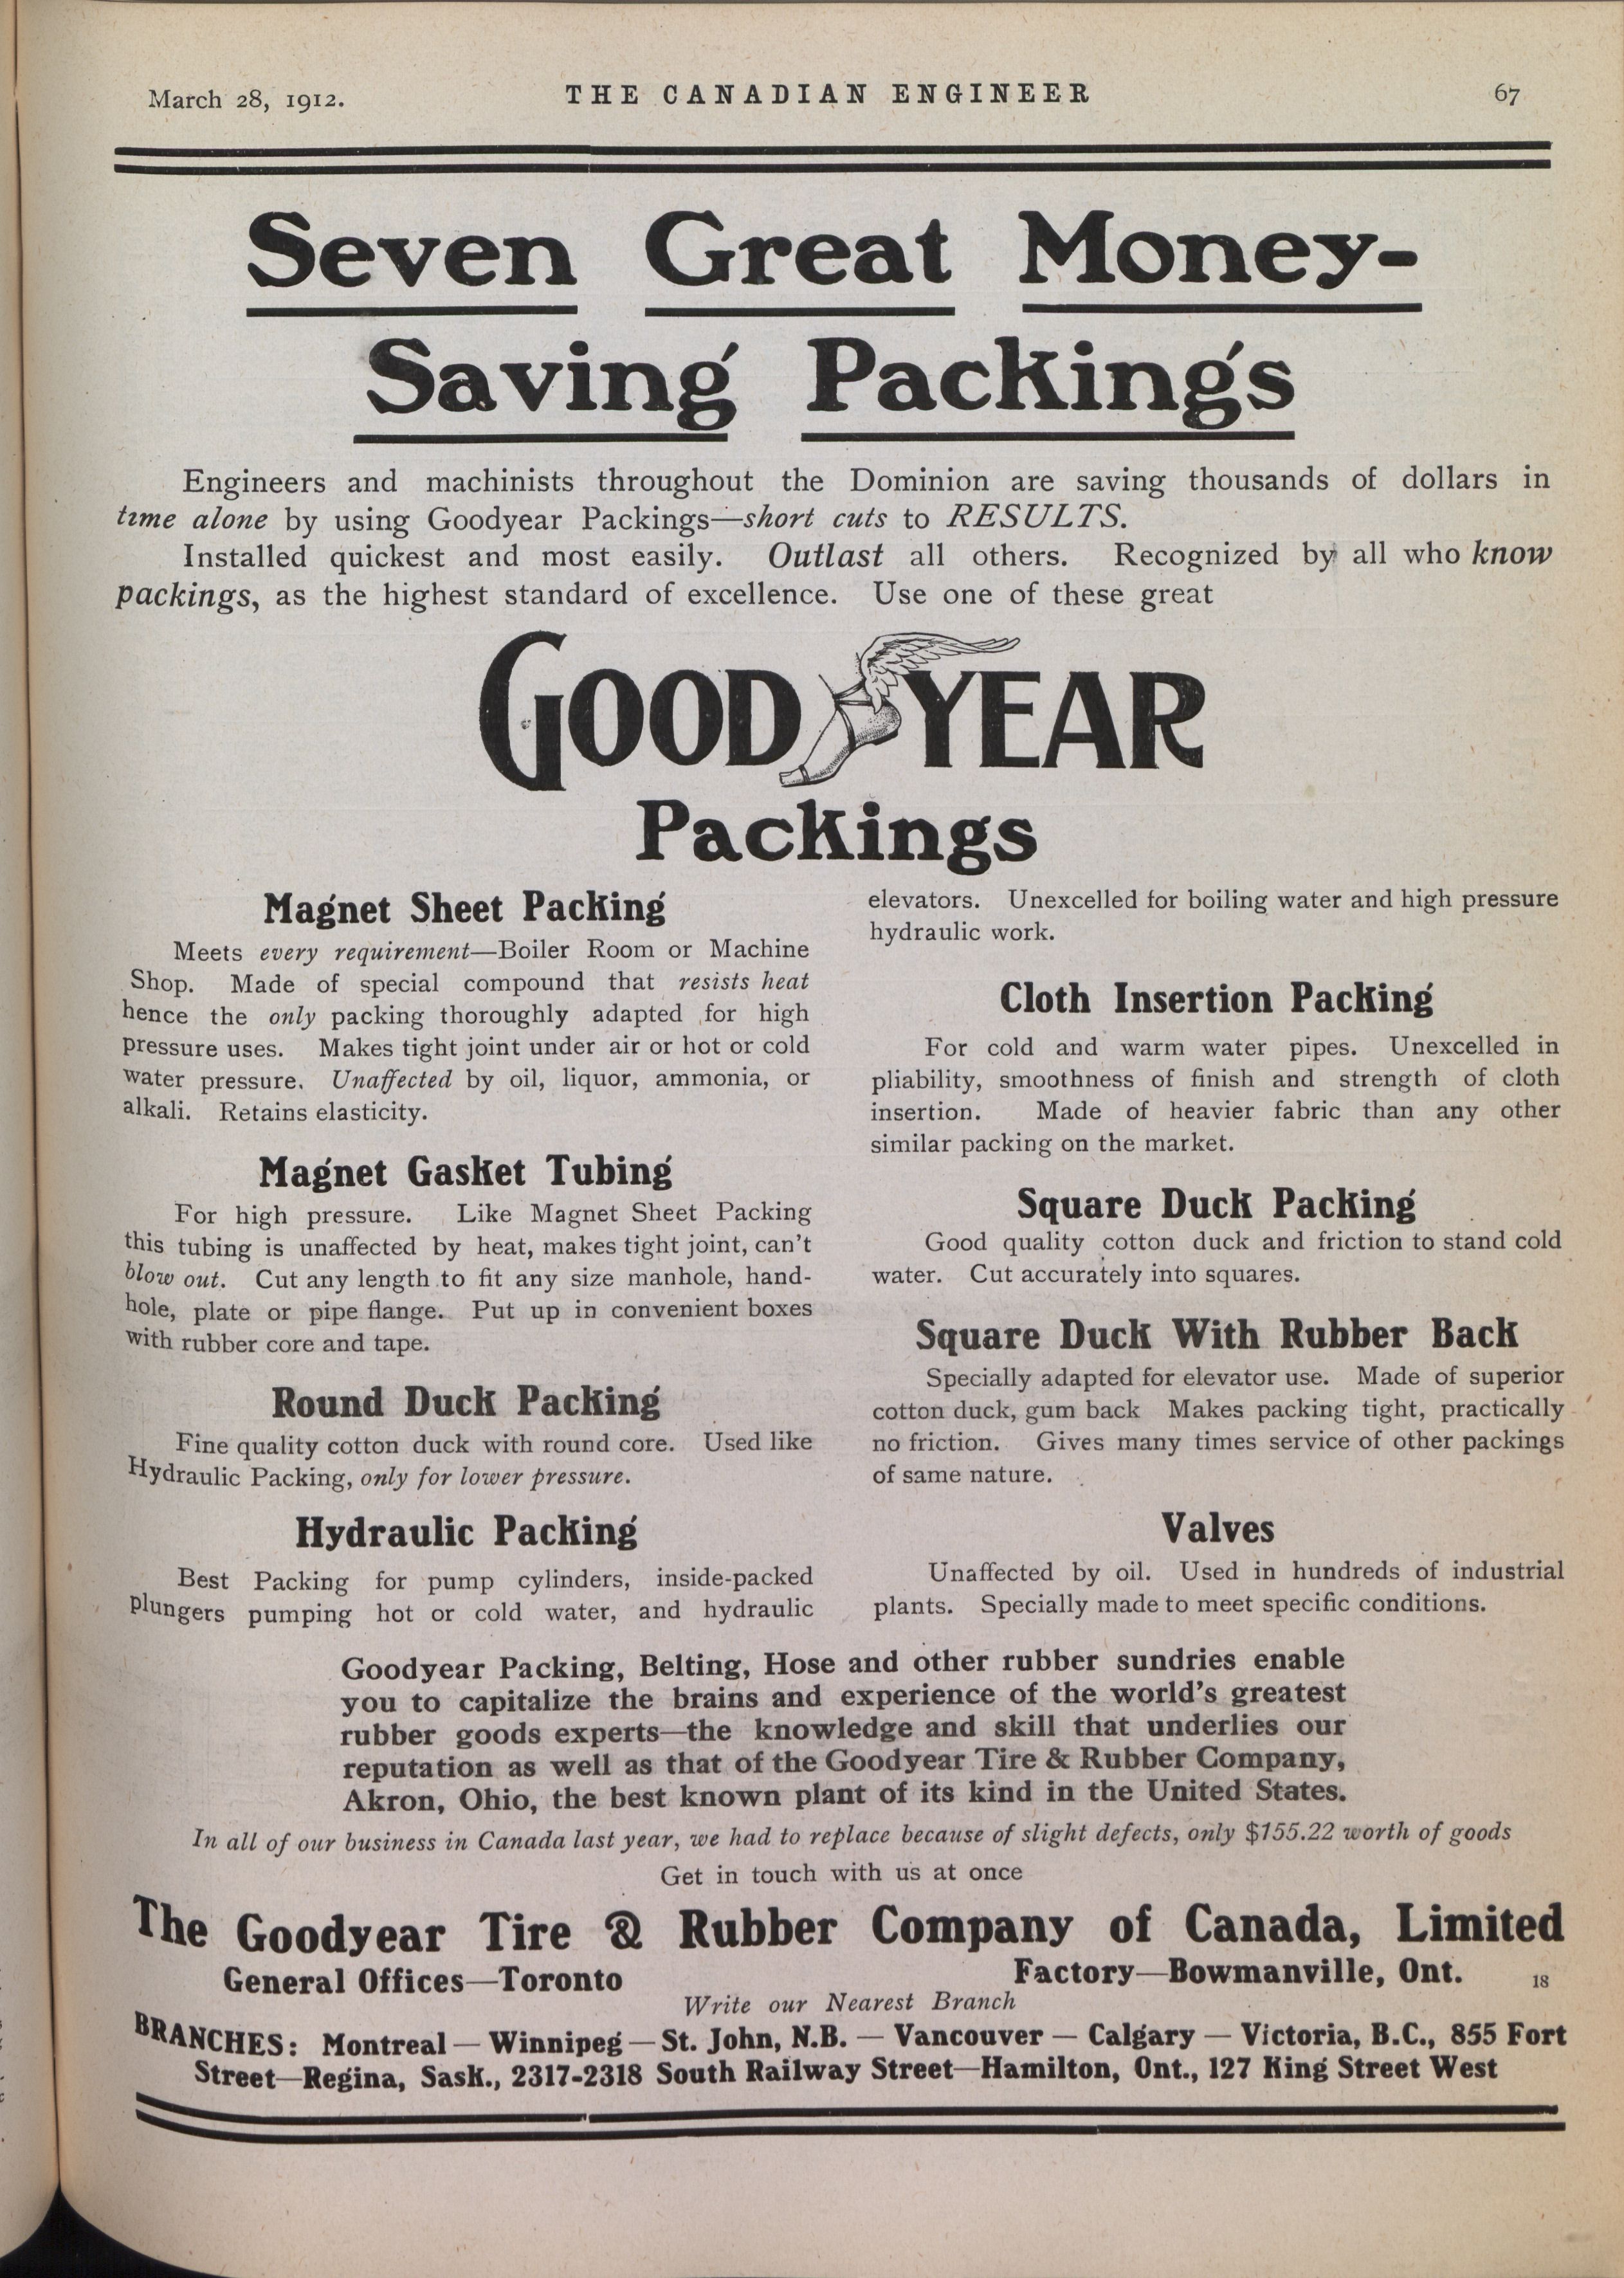 March 28, 1912.
THE CANADIAN ENGINEER
67
Seven Great Money-
Saving Packings
Engineers and machinists throughout the Dominion are saving thousands of dollars in
time alone by using Goodyear Packings—short cuts to RESULTS.
Installed quickest and most easily. Outlast all others. Recognized by all who know
packings, as the highest standard of excellence. Use one of these great
GOODYEAR
Packings
Magnet Sheet Packing
Meets every requirement—Boiler Room or Machine
Shop. Made of special compound that resists heat
hence the only packing thoroughly adapted for high
pressure uses. Makes tight joint under air or hot or cold
water pressure. Unaffected by oil, liquor, ammonia, or
alkali. Retains elasticity.
Magnet Gasket Tubing
For high pressure. Like Magnet Sheet Packing
this tubing is unaffected by heat, makes tight joint, can't
blow out. Cut any length to fit any size manhole, hand-
hole, plate or pipe flange. Put up in convenient boxes
with rubber core and tape.
Round Duck Packing
Fine quality cotton duck with round core. Used like
Hydraulic Packing, only for lower pressure.
Hydraulic Packing
Best Packing for pump cylinders, inside-packed
plungers pumping hot or cold water, and hydraulic
elevators. Unexcelled for boiling water and high pressure
hydraulic work.
Cloth Insertion Packing
For cold and warm water pipes. Unexcelled in
pliability, smoothness of finish and strength of cloth
insertion. Made of heavier fabric than any other
similar packing on the market.
Square Duck Packing
Good quality cotton duck and friction to stand cold
water. Cut accurately into squares.
Square Duck With Rubber Back
Specially adapted for elevator use. Made of superior
cotton duck, gum back Makes packing tight, practically
no friction. Gives many times service of other packings
of same nature.
Valves
Unaffected by oil. Used in hundreds of industrial
plants. Specially made to meet specific conditions.
Goodyear Packing, Belting, Hose and other rubber sundries enable
you to capitalize the brains and experience of the world's greatest
rubber goods experts—the knowledge and skill that underlies our
reputation as well as that of the Goodyear Tire & Rubber Company,
Akron, Ohio, the best known plant of its kind in the United States.
In all of our business in Canada last year, we had to replace because of slight defects, only $155.22 worth of goods
Get in touch with us at once
The Goodyear Tire & Rubber Company of Canada, Limited
General Offices—Toronto
Factory—Bowmanville, Ont.
18
Write our Nearest Branch
BRANCHES: Montreal — Winnipeg — St. John, N.B. — Vancouver — Calgary — Victoria, B.C., 855 Fort
Street—Regina, Sask., 2317-2318 South Railway Street—Hamilton, Ont., 127 King Street West